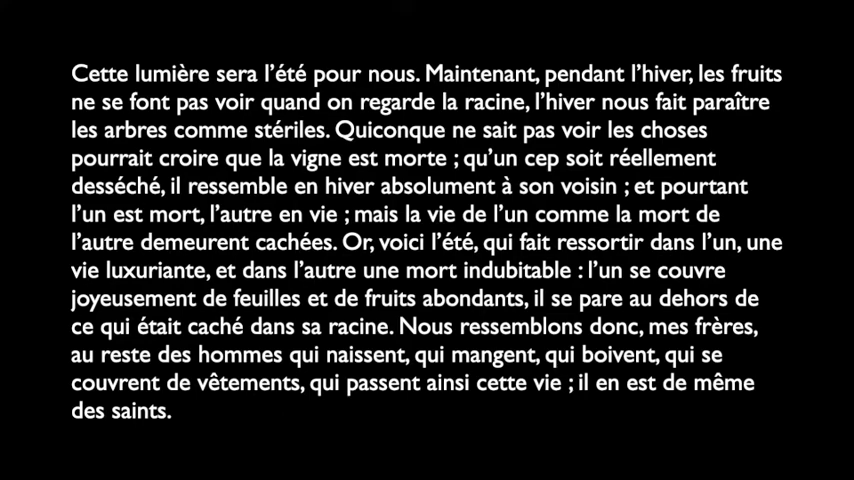 Cette lumière sera l'été pour nous. Maintenant, pendant l'hiver, les fruits
ne se font pas voir quand on regarde la racine, l'hiver nous fait paraître
les arbres comme stériles. Quiconque ne sait pas voir les choses
pourrait croire que la vigne est morte ; qu'un cep soit réellement
desséché, il ressemble en hiver absolument à son voisin ; et pourtant
l'un est mort, l'autre en vie ; mais la vie de l'un comme la mort de
l'autre demeurent cachées. Or, voici l'été, qui fait ressortir dans l'un, une
vie luxuriante, et dans l'autre une mort indubitable : l'un se couvre
joyeusement de feuilles et de fruits abondants, il se pare au dehors de
ce qui était caché dans sa racine. Nous ressemblons donc, mes frères,
au reste des hommes qui naissent, qui mangent, qui boivent, qui se
couvrent de vêtements, qui passent ainsi cette vie ; il en est de même
des saints.